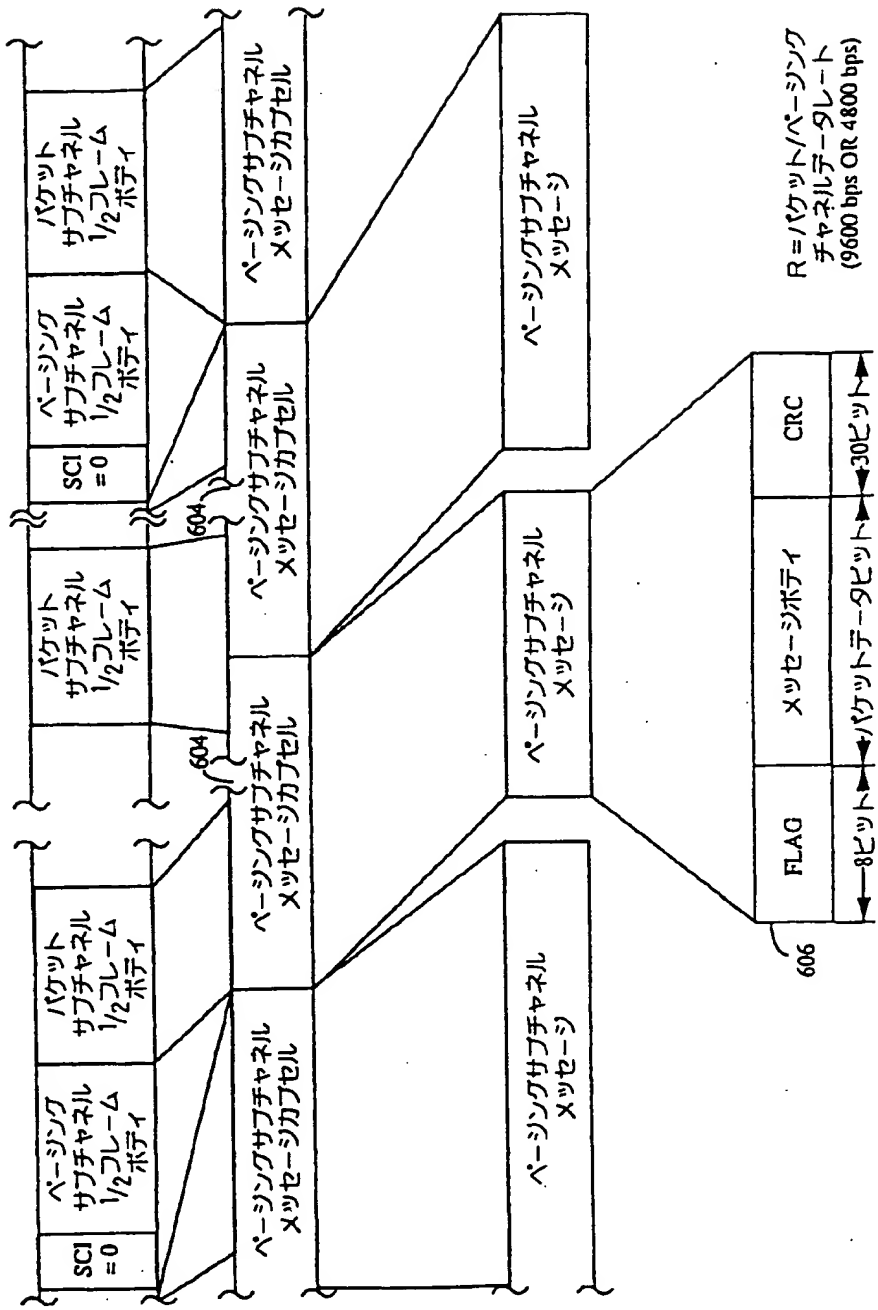 SCI
=0
ページング
サブチャネル
1/2フレーム
ボディ
パケット
サブチャネル
1/2フレーム
ボディ
パケット
サブチャネル
1/2フレーム
ボディ
SCI
=0
ページング
サブチャネル
1/2フレーム
ボディ
パケット
サブチャネル
1/2フレーム
ボディ
604
604
ページングサブチャネル
メッセージカプセル
ページングサブチャネル
メッセージカプセル
ページングサブチャネル
メッセージカプセル
ページングサブチャネル
メッセージカプセル
ページングサブチャネル
メッセージ
ページングサブチャネル
メッセージ
ページングサブチャネル
メッセージ
606
FLAG
メッセージボディ
CRC
8ビット
パケットデータビット
30ビット
R=パケット/ページング
チャネルデータレート
(9600 bps OR 4800 bps)